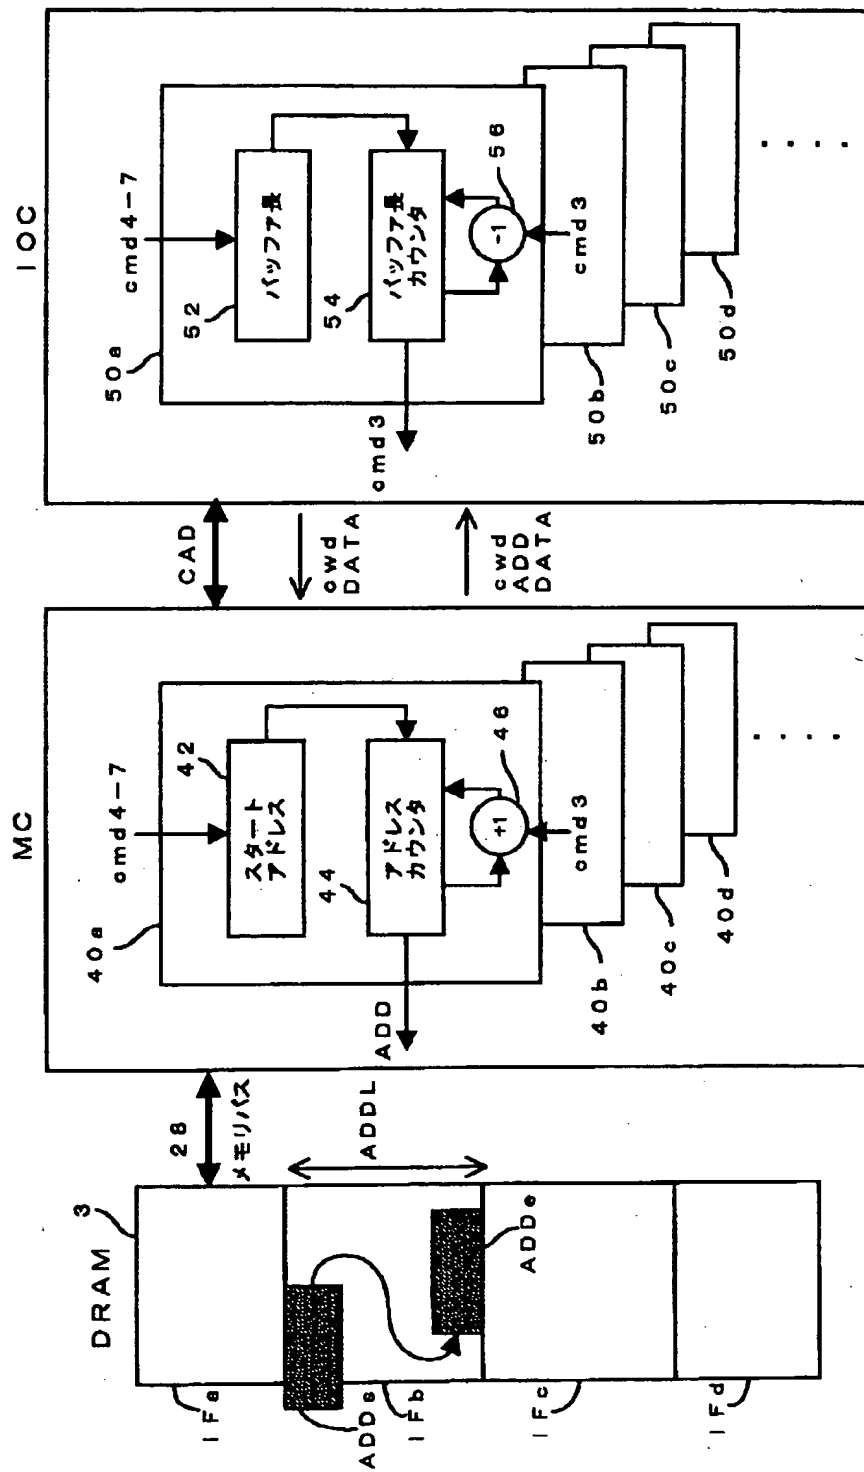 DRAM
3
IFa
ADDs
IFb
IFc
IFd
ADDe
ADDL
28
メモリバス
MC
40a
cmd4-7
42
スタート
アドレス
44
アドレス
カウンタ
ADD
+1
46
cmd3
40b
40c
40d
....
CAD
cwd
DATA
cwd
ADD
DATA
IOC
50a
cmd4-7
52
バッファ長
54
バッファ長
カウンタ
cmd3
-1
56
cmd3
50b
50c
50d
....